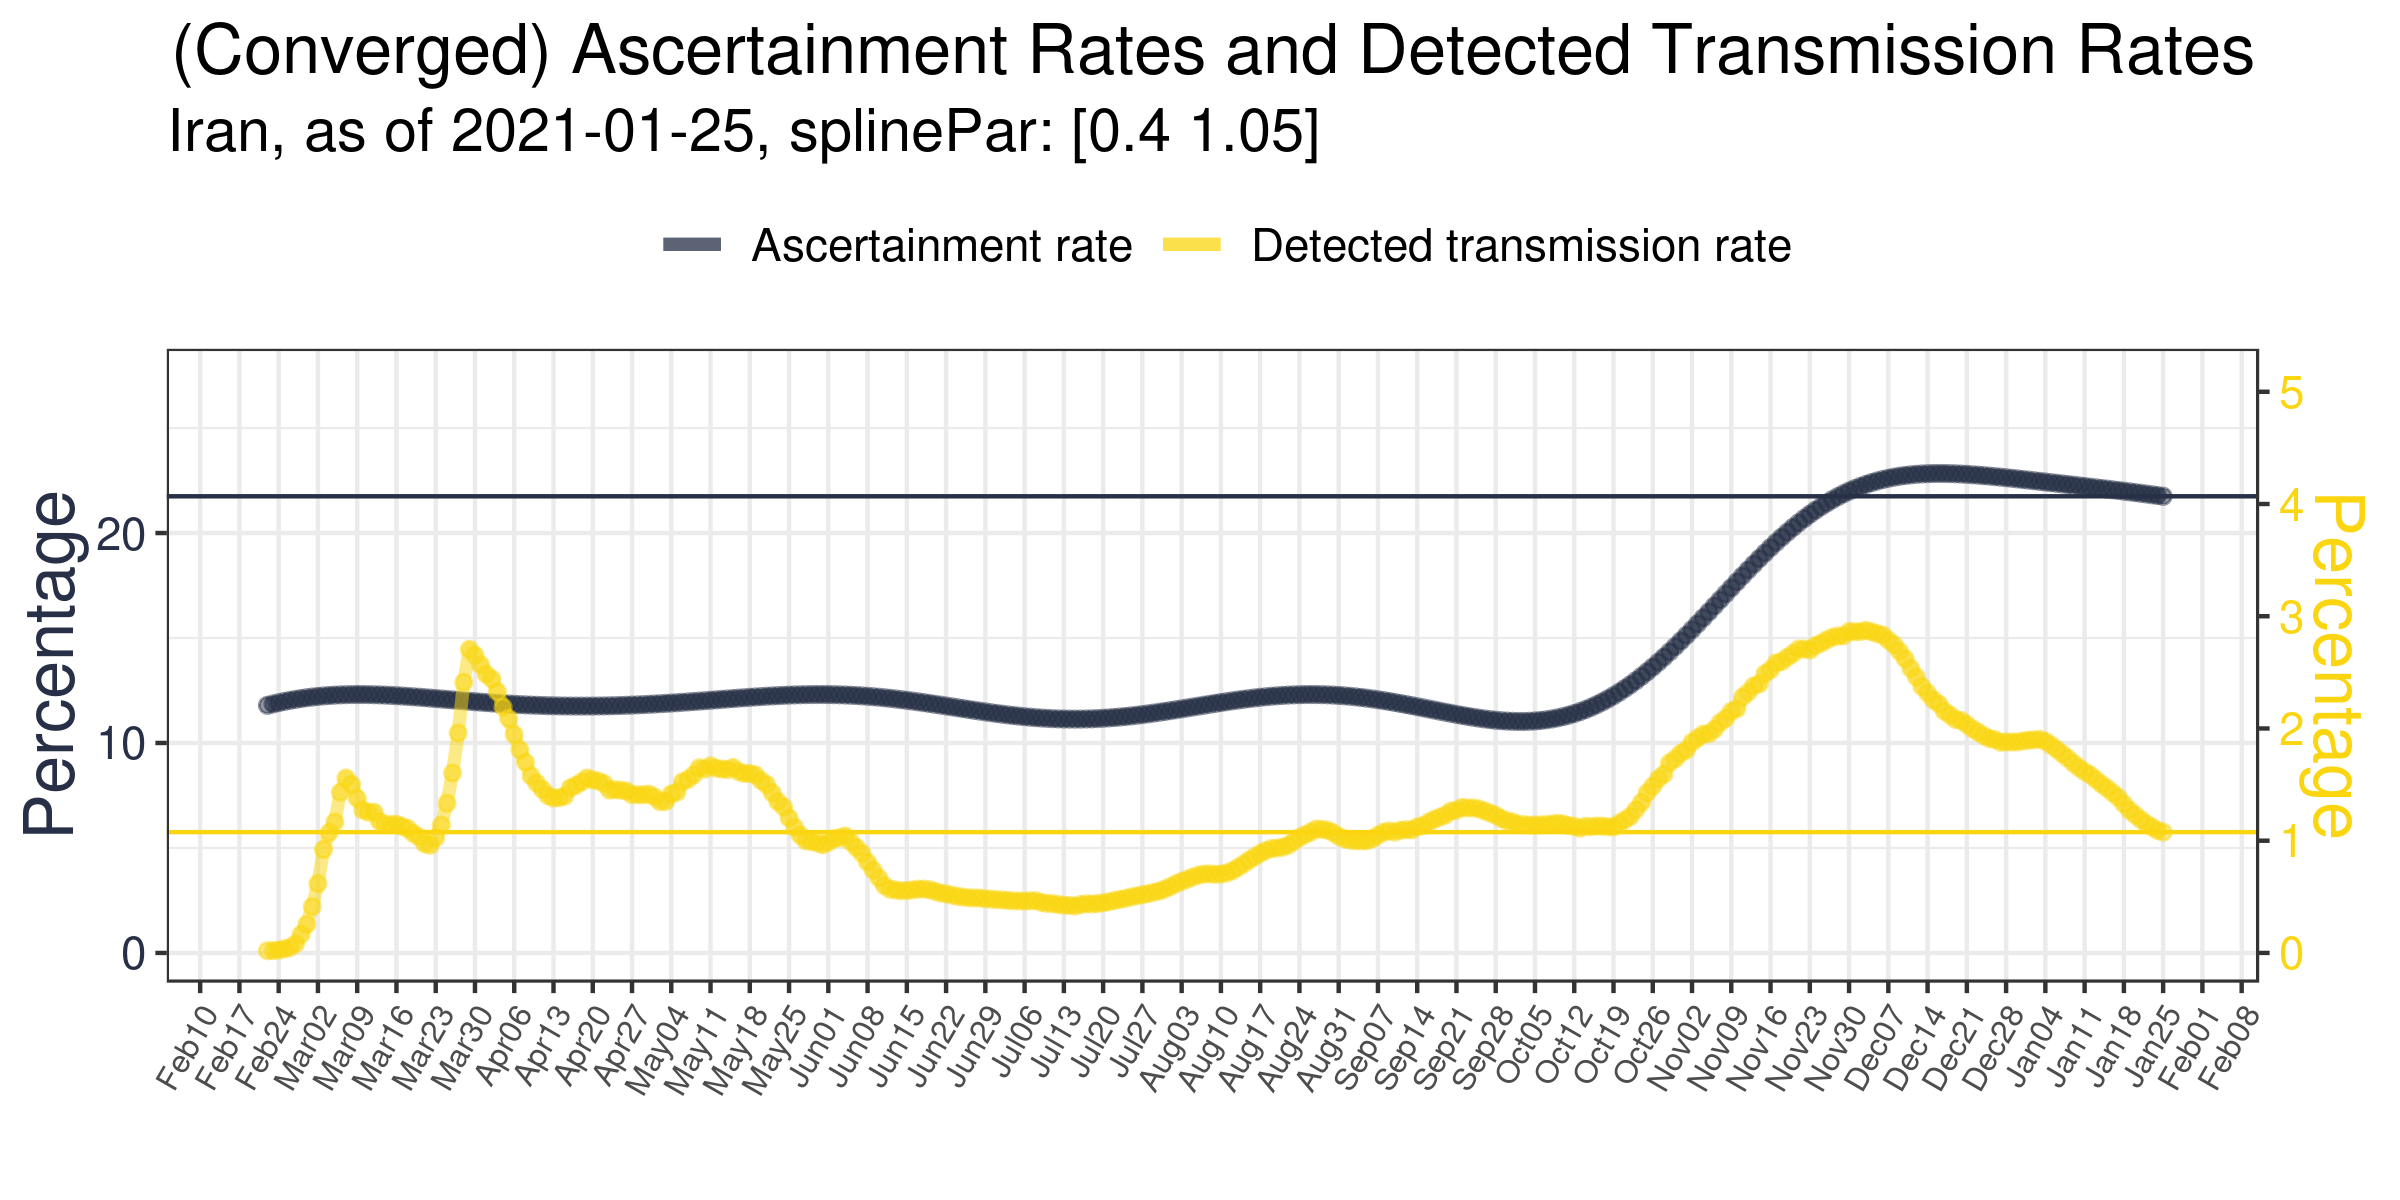 (Converged) Ascertainment Rates and Detected Transmission Rates
Iran, as of 2021-01-25, splinePar: [0.4 1.05]
Ascertainment rate
Detected transmission rate
Percentage
20
10
0
5
4
3
2
1
0
Percentage
Feb10
Feb17
Feb24
Mar02
Mar09
Mar16
Mar23
Mar30
Apr06
Apr13
Apr20
Apr27
May04
May11
May18
May25
Jun01
Jun08
Jun15
Jun22
Jun29
Jul06
Jul13
Jul20
Jul27
Aug03
Aug10
Aug17
Aug24
Aug31
Sep07
Sep14
Sep21
Sep28
Oct05
Oct12
Oct19
Oct26
Nov02
Nov09
Nov16
Nov23
Nov30
Dec07
Dec14
Dec21
Dec28
Jan04
Jan11
Jan18
Jan25
Feb01
Feb08